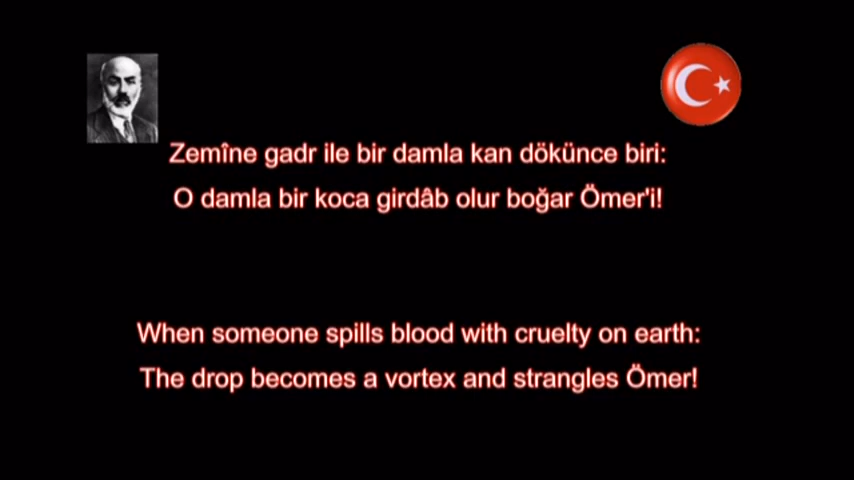 Zemîne gadr ile bir damla kan dökünce biri:
O damla bir koca girdâb olur boğar Ömer'i!
When someone spills blood with cruelty on earth:
The drop becomes a vortex and strangles Ömer!